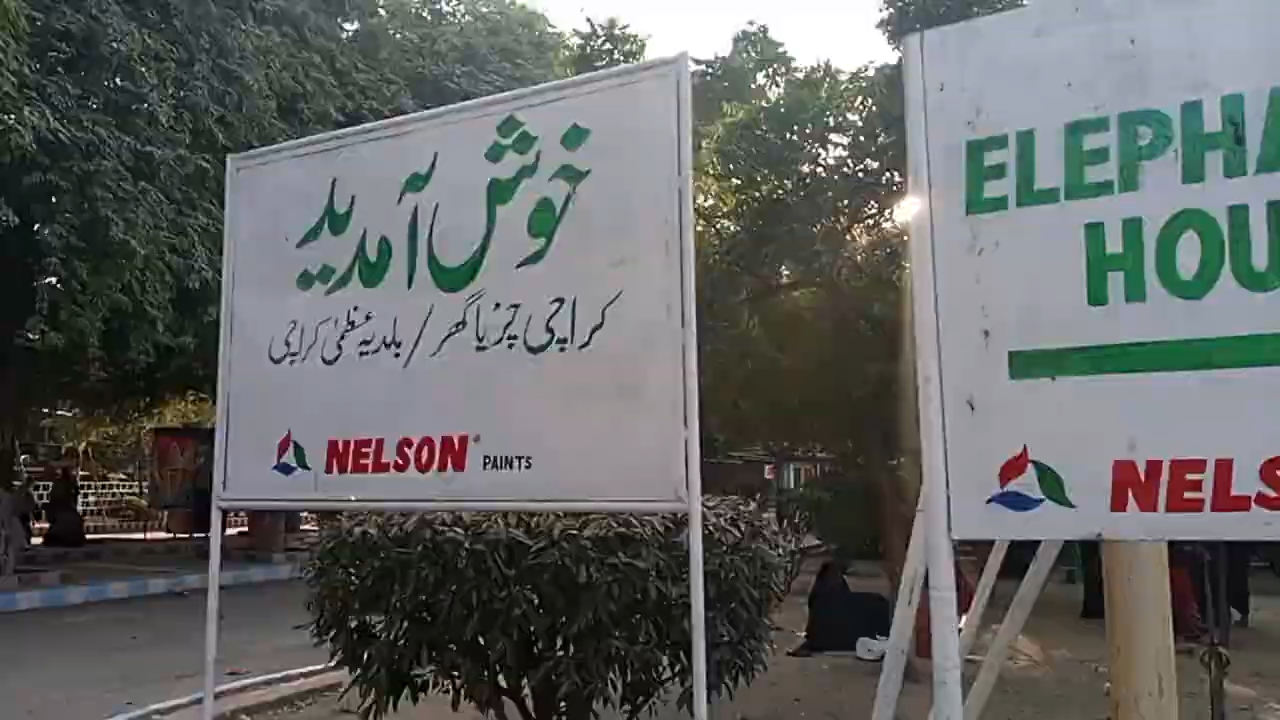 خوش آمدید
کراچی چڑیا گھر / بلدیہ عظمیٰ کراچی
NELSON PAINTS
ELEPHA
HOU
NELS